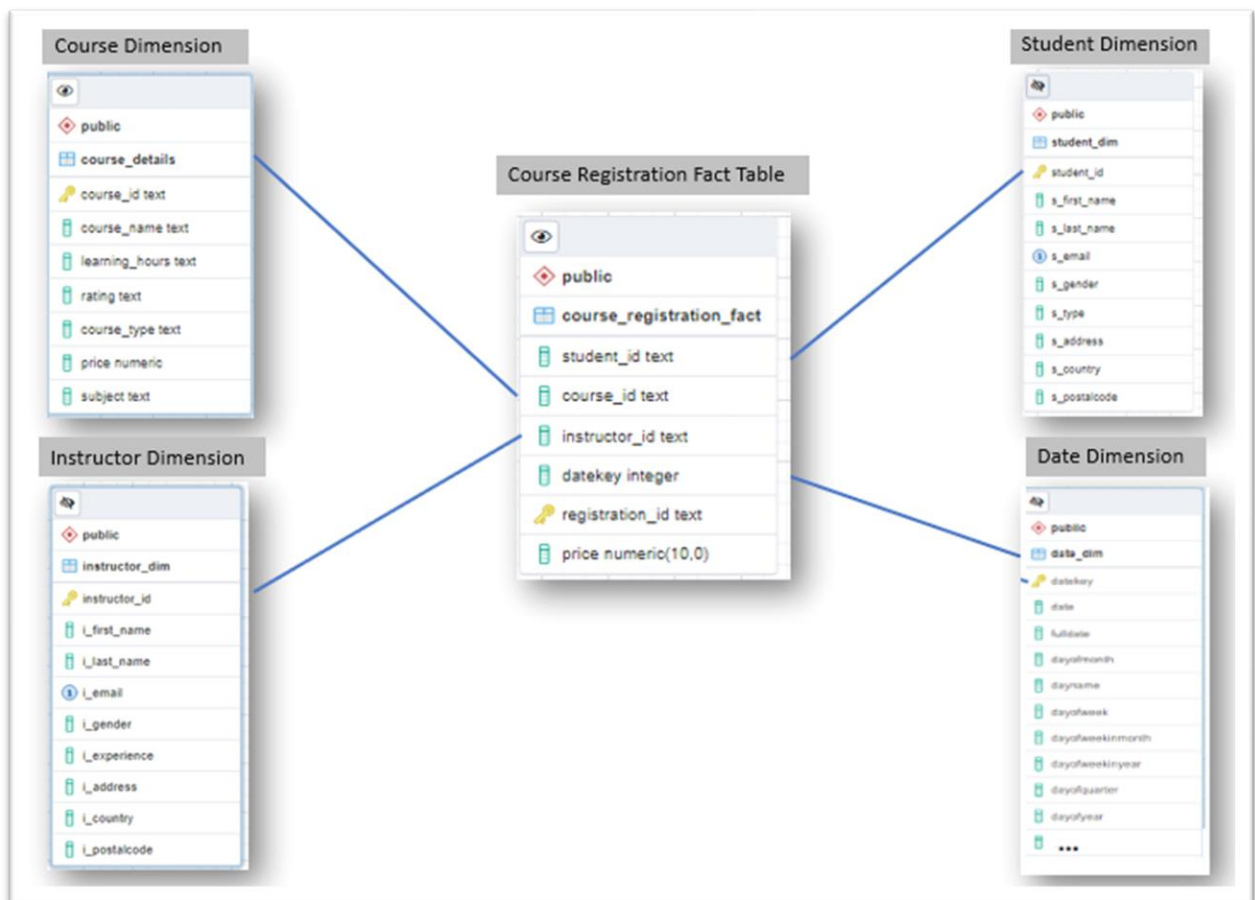 Course Dimension
public
course_details
course_id text
course_name text
learning_hours text
rating text
course_type text
price numeric
subject text
Instructor Dimension
public
instructor_dim
instructor_id
i_first_name
i_last_name
i_email
i_gender
i_experience
i_address
i_country
i_postalcode
Course Registration Fact Table
public
course_registration_fact
student_id text
course_id text
instructor_id text
datekey integer
registration_id text
price numeric(10,0)
Student Dimension
public
student_dim
student_id
s_first_name
s_last_name
s_email
s_gender
s_type
s_address
s_country
s_postalcode
Date Dimension
public
date_dim
datekey
date
fulldate
dayofmonth
dayname
dayofweek
dayofweekinmonth
dayofweekinyear
dayofquarter
dayofyear
...